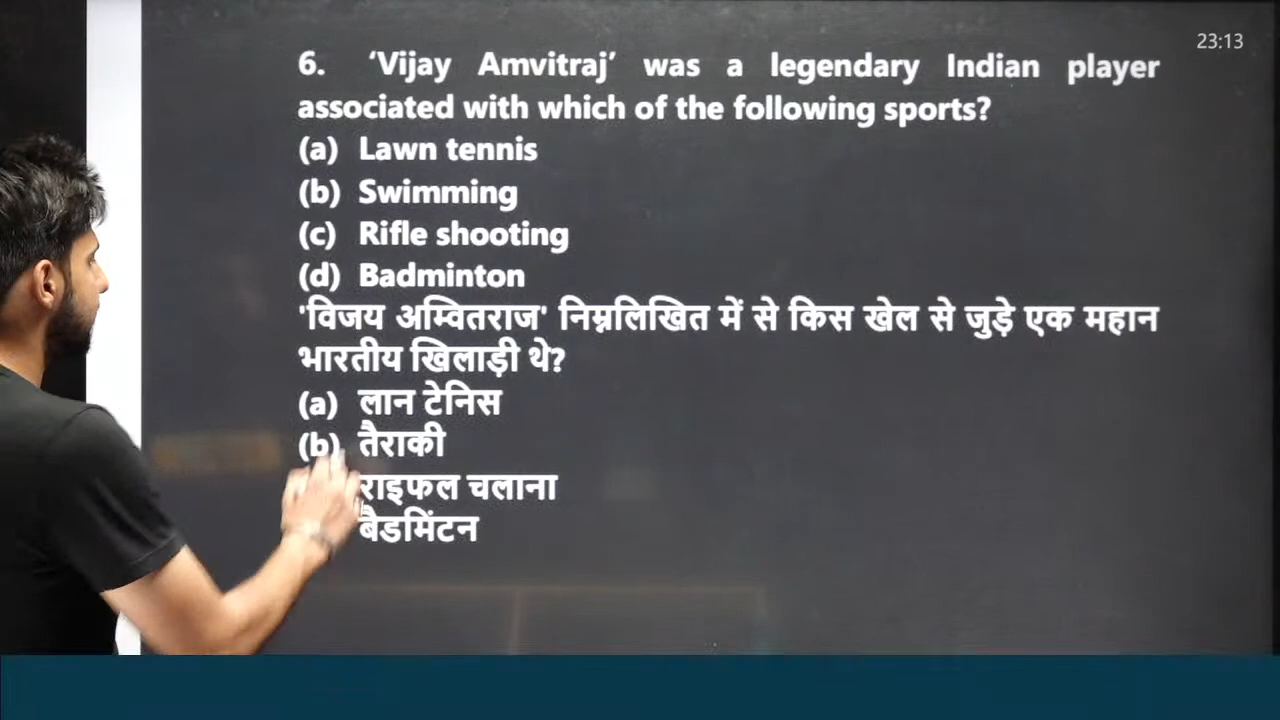 23:13
6. ‘Vijay Amvitraj’ was a legendary Indian player
associated with which of the following sports?
(a) Lawn tennis
(b) Swimming
(c) Rifle shooting
(d) Badminton
'विजय अम्वितराज' निम्नलिखित में से किस खेल से जुड़े एक महान
भारतीय खिलाड़ी थे?
(a) लान टेनिस
(b) तैराकी
राइफल चलाना
बैडमिंटन